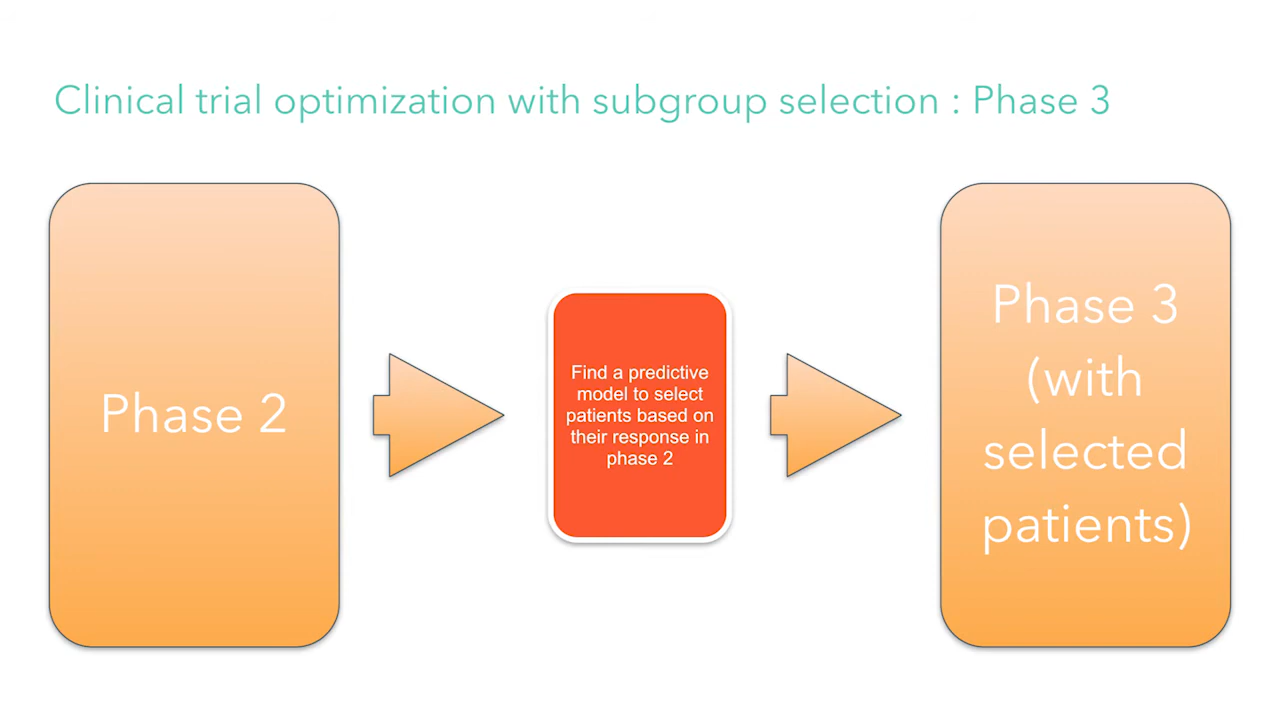 Clinical trial optimization with subgroup selection : Phase 3
Phase 2
Find a predictive
model to select
patients based on
their response in
phase 2
Phase 3
(with
selected
patients)